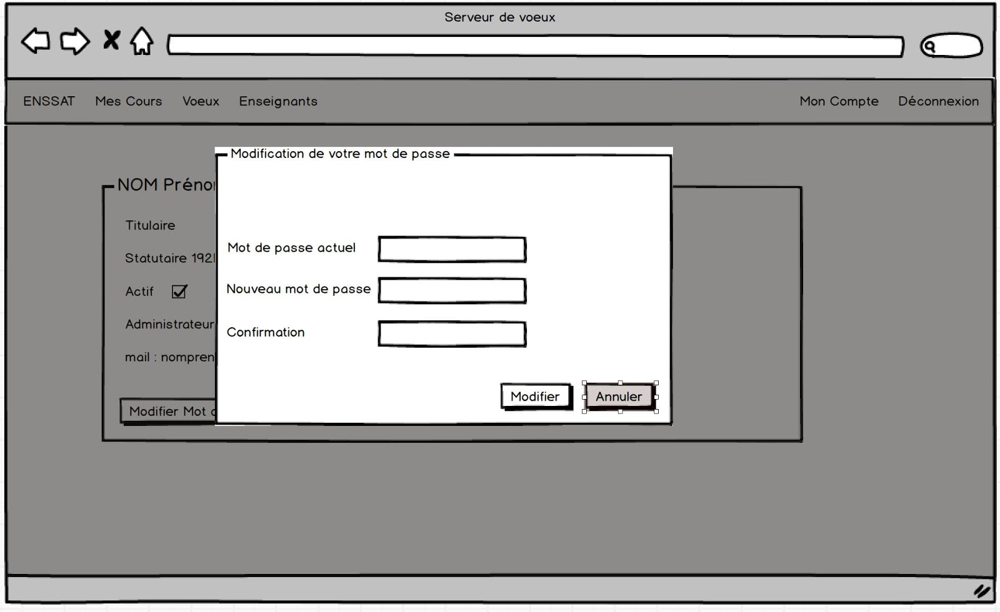 Serveur de voeux
ENSSAT Mes Cours Voeux Enseignants Mon Compte Déconnexion
Modification de votre mot de passe
NOM Préno
Titulaire
Statutaire 192
Actif
Administrateur
mail : nompren
Modifier Mot
Mot de passe actuel
Nouveau mot de passe
Confirmation
Modifier Annuler